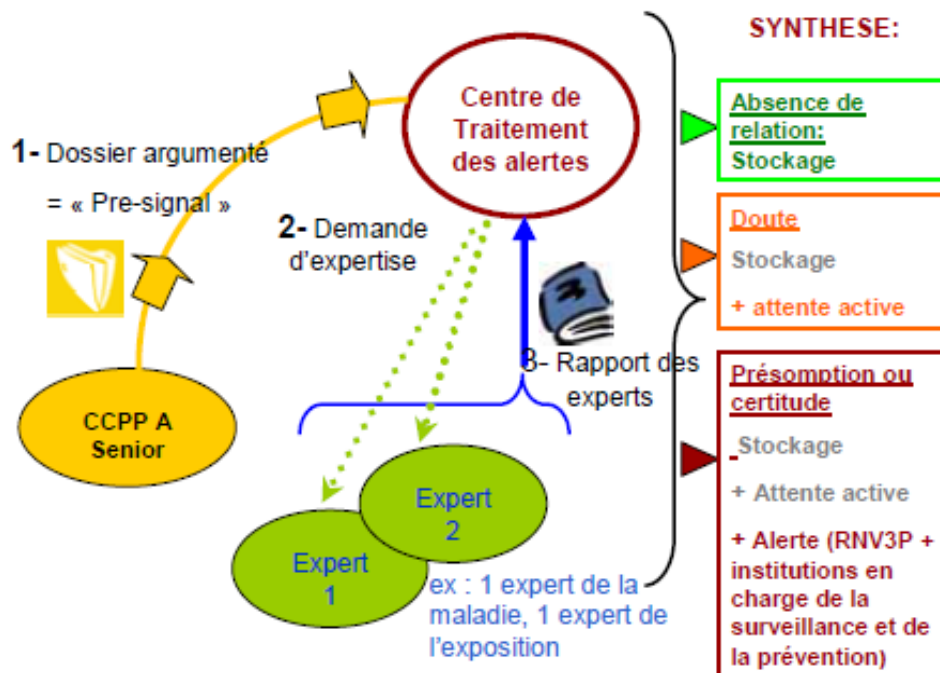 SYNTHESE:
Centre de
Traitement
des alertes
1- Dossier argumenté
= « Pre-signal »
2- Demande
d'expertise
3- Rapport des
experts
CCPP A
Senior
Expert
1
Expert
2
ex : 1 expert de la
maladie, 1 expert de
l'exposition
Absence de
relation:
Stockage
Doute
Stockage
+ attente active
Présomption ou
certitude
-Stockage
+ Attente active
+ Alerte (RNV3P +
institutions en
charge de la
surveillance et de
la prévention)